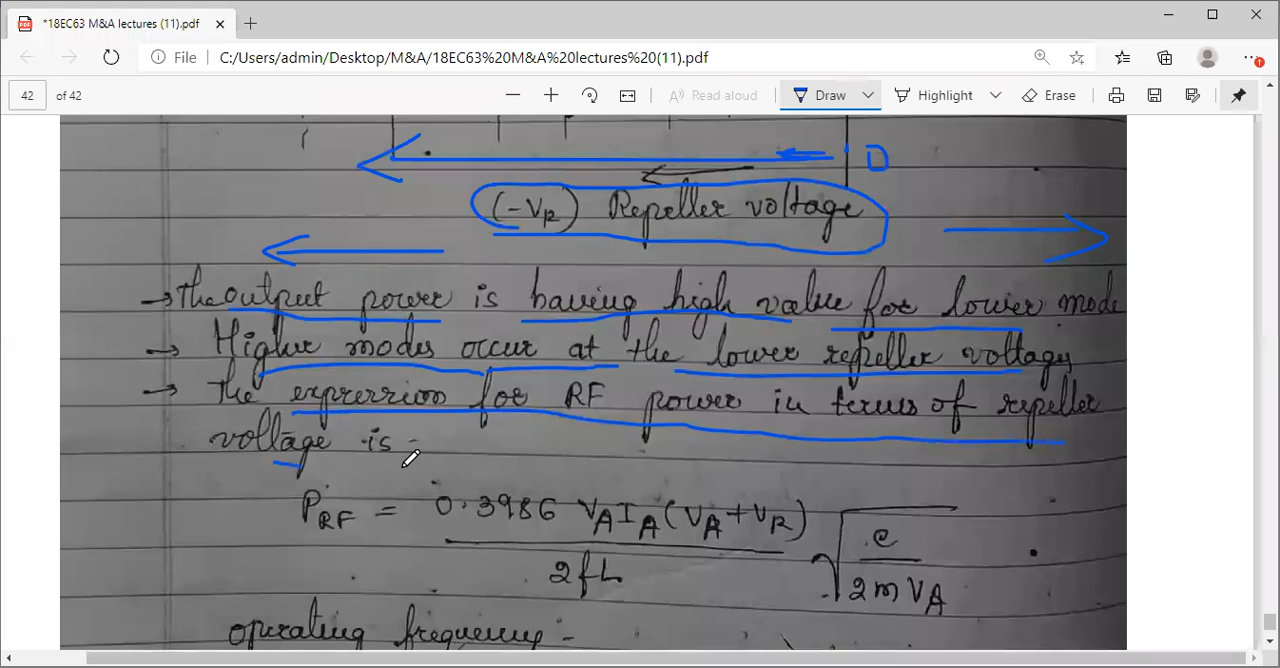 *18EC63 M&A lectures (11).pdf
File C:/Users/admin/Desktop/M&A/18EC63%20M&A%20lectures%20(11).pdf
42 of 42 Read aloud Draw Highlight Erase
D
(-VR) Repeller voltage
→ The output power is having high value for lower mode
→ Higher modes occur at the lower repeller voltages
→ The expression for RF power in terms of repeller
voltage is -
PRF = 0.3986 VA IA (VA + VR) / 2fL √ e / 2m VA
operating frequency: -